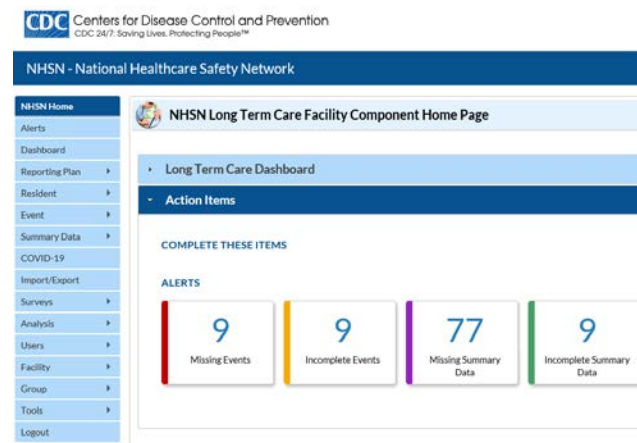 CDC Centers for Disease Control and Prevention
CDC 24/7: Saving Lives. Protecting People™
NHSN - National Healthcare Safety Network
NHSN Home
Alerts
Dashboard
Reporting Plan
Resident
Event
Summary Data
COVID-19
Import/Export
Surveys
Analysis
Users
Facility
Group
Tools
Logout
NHSN Long Term Care Facility Component Home Page
Long Term Care Dashboard
Action Items
COMPLETE THESE ITEMS
ALERTS
9
Missing Events
9
Incomplete Events
77
Missing Summary
Data
9
Incomplete Summary
Data